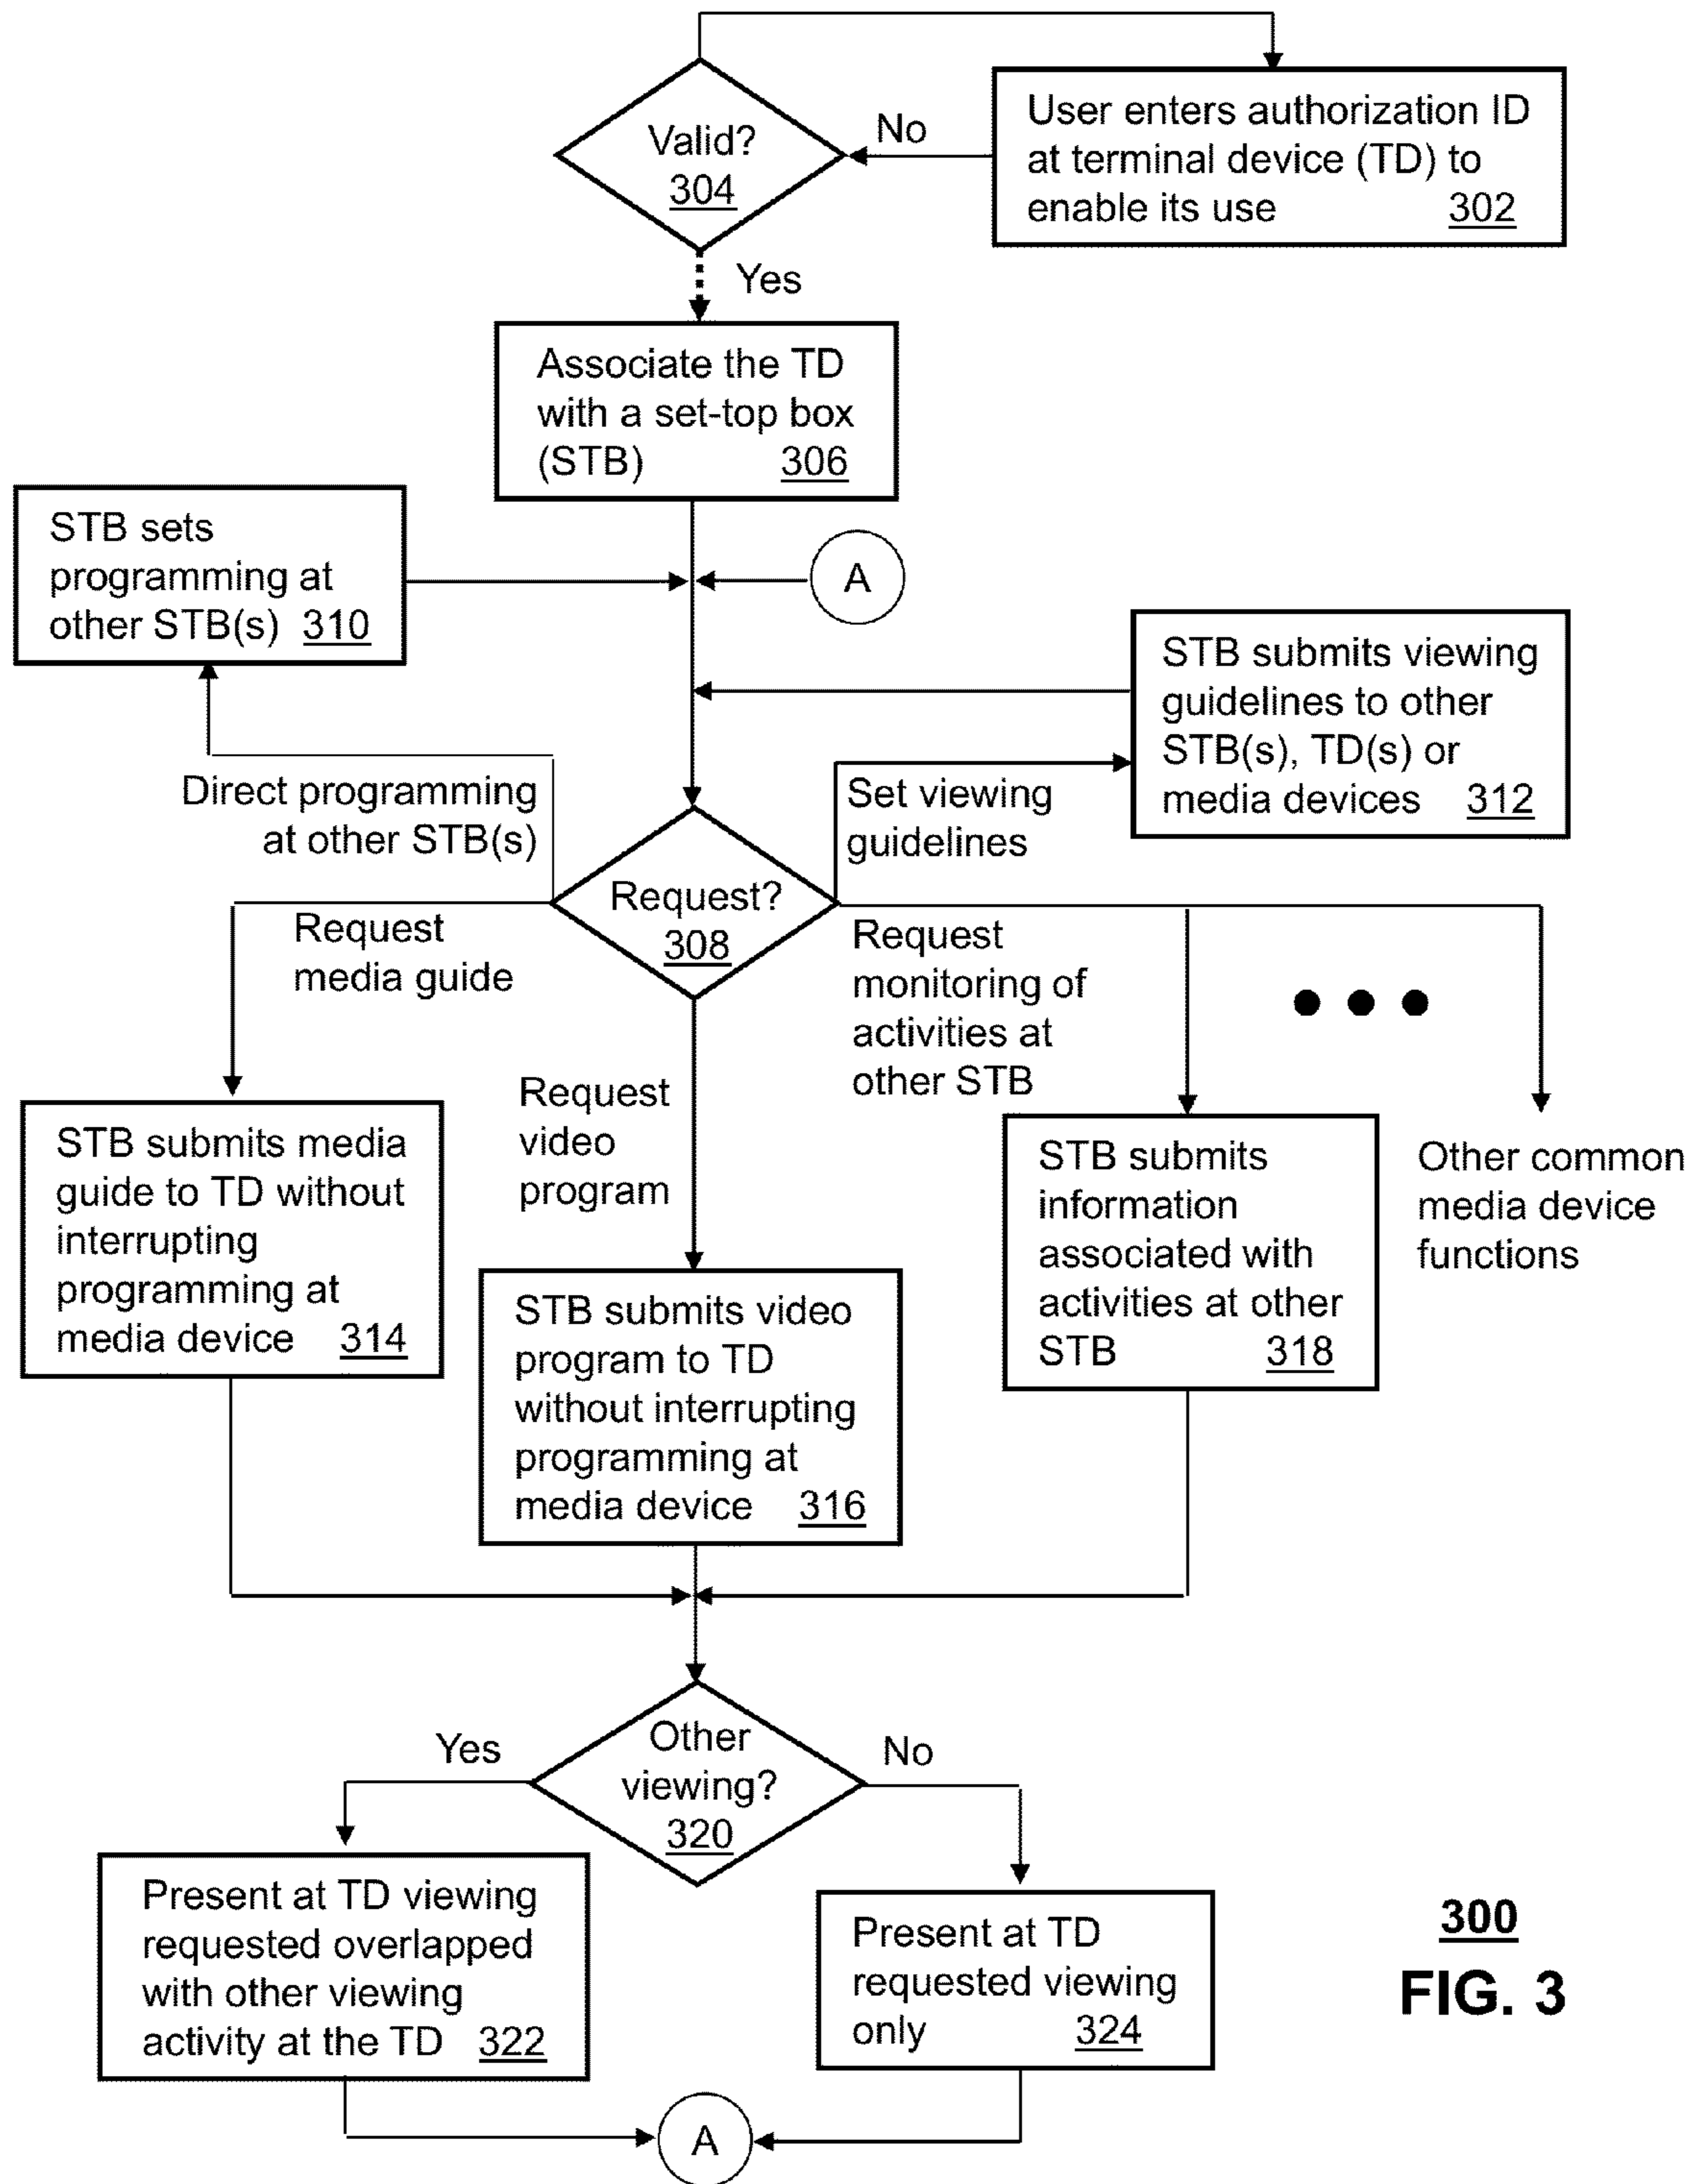 Valid?
304
No
User enters authorization ID
at terminal device (TD) to
enable its use 302
Yes
Associate the TD
with a set-top box
(STB) 306
STB sets
programming at
other STB(s) 310
A
STB submits viewing
guidelines to other
STB(s), TD(s) or
media devices 312
Direct programming
at other STB(s)
Set viewing
guidelines
Request?
308
Request
media guide
Request
monitoring of
activities at
other STB
Request
video
program
STB submits media
guide to TD without
interrupting
programming at
media device 314
STB submits video
program to TD
without interrupting
programming at
media device 316
STB submits
information
associated with
activities at other
STB 318
Other common
media device
functions
Other
viewing?
320
Yes
No
Present at TD viewing
requested overlapped
with other viewing
activity at the TD 322
Present at TD
requested viewing
only 324
A
300
FIG. 3